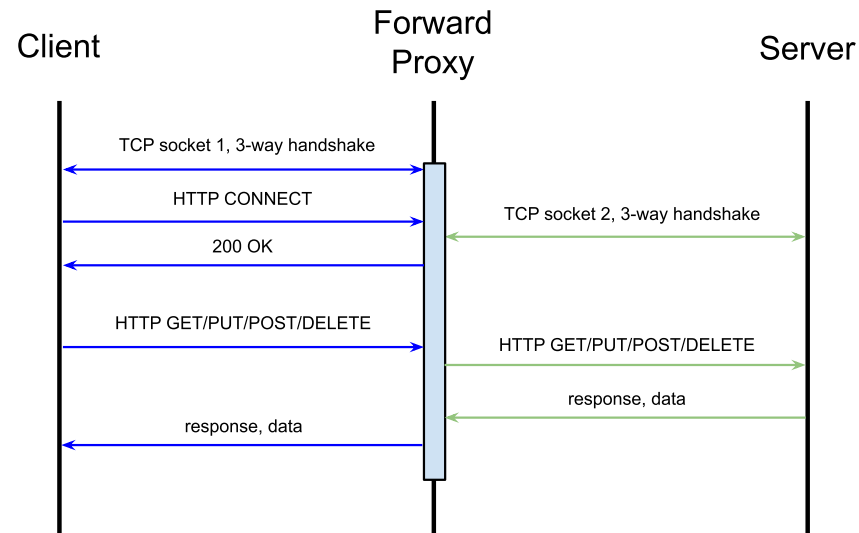 Client
Forward
Proxy
Server
TCP socket 1, 3-way handshake
HTTP CONNECT
TCP socket 2, 3-way handshake
200 OK
HTTP GET/PUT/POST/DELETE
HTTP GET/PUT/POST/DELETE
response, data
response, data